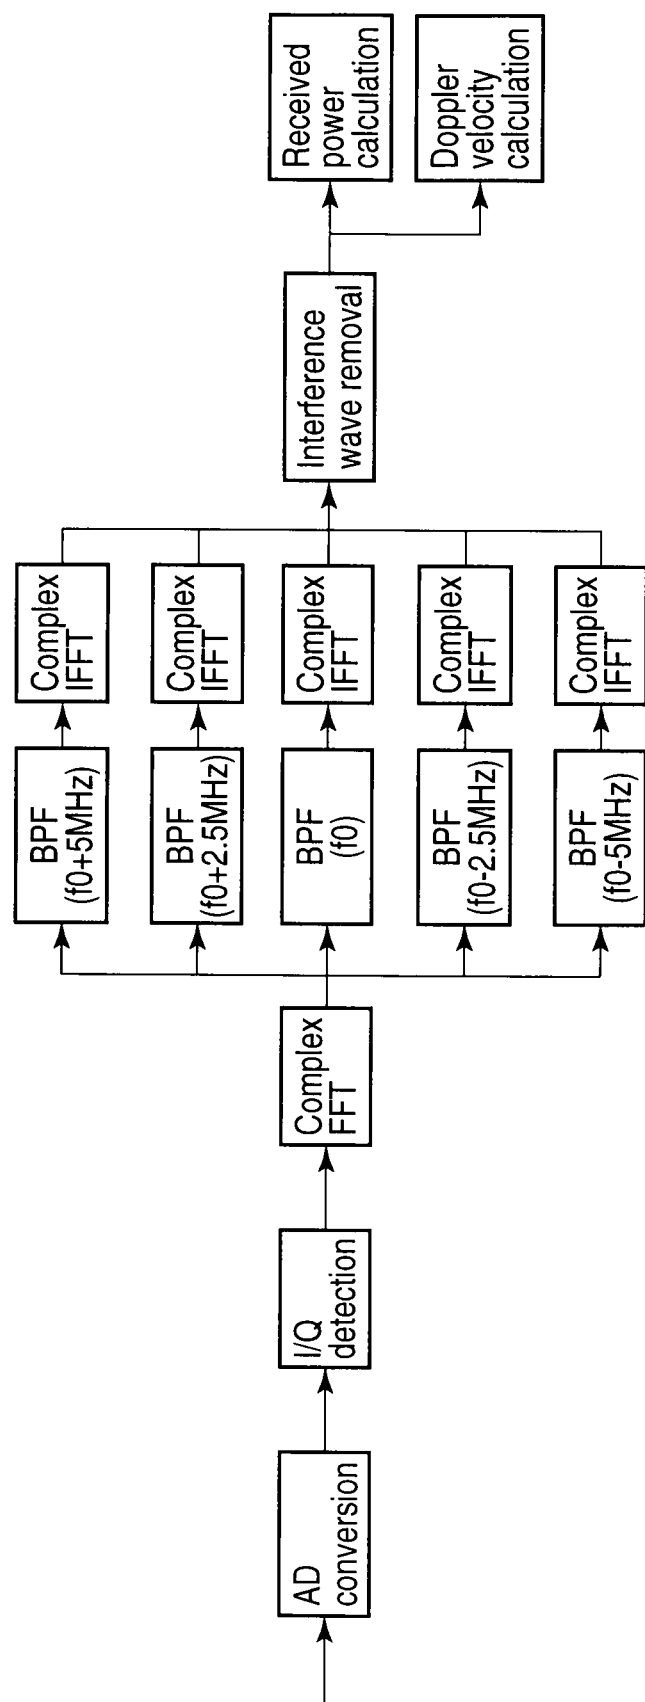 AD
conversion
I/Q
detection
Complex
FFT
BPF
(f0+5MHz)
Complex
IFFT
BPF
(f0+2.5MHz)
Complex
IFFT
BPF
(f0)
Complex
IFFT
BPF
(f0-2.5MHz)
Complex
IFFT
BPF
(f0-5MHz)
Complex
IFFT
Interference
wave removal
Received
power
calculation
Doppler
velocity
calculation